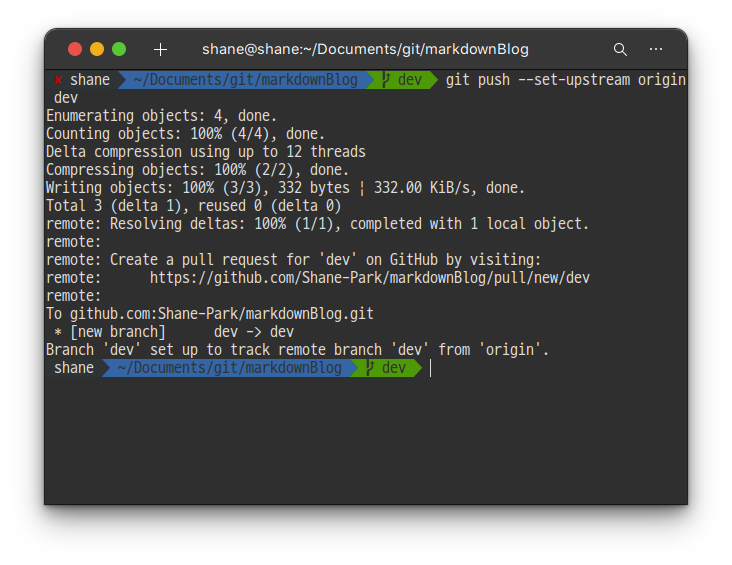 shane@shane:~/Documents/git/markdownBlog
✘ shane ~/Documents/git/markdownBlog dev git push --set-upstream origin
dev
Enumerating objects: 4, done.
Counting objects: 100% (4/4), done.
Delta compression using up to 12 threads
Compressing objects: 100% (2/2), done.
Writing objects: 100% (3/3), 332 bytes ¦ 332.00 KiB/s, done.
Total 3 (delta 1), reused 0 (delta 0)
remote: Resolving deltas: 100% (1/1), completed with 1 local object.
remote:
remote: Create a pull request for 'dev' on GitHub by visiting:
remote:      https://github.com/Shane-Park/markdownBlog/pull/new/dev
remote:
To github.com:Shane-Park/markdownBlog.git
 * [new branch]      dev -> dev
Branch 'dev' set up to track remote branch 'dev' from 'origin'.
shane ~/Documents/git/markdownBlog dev